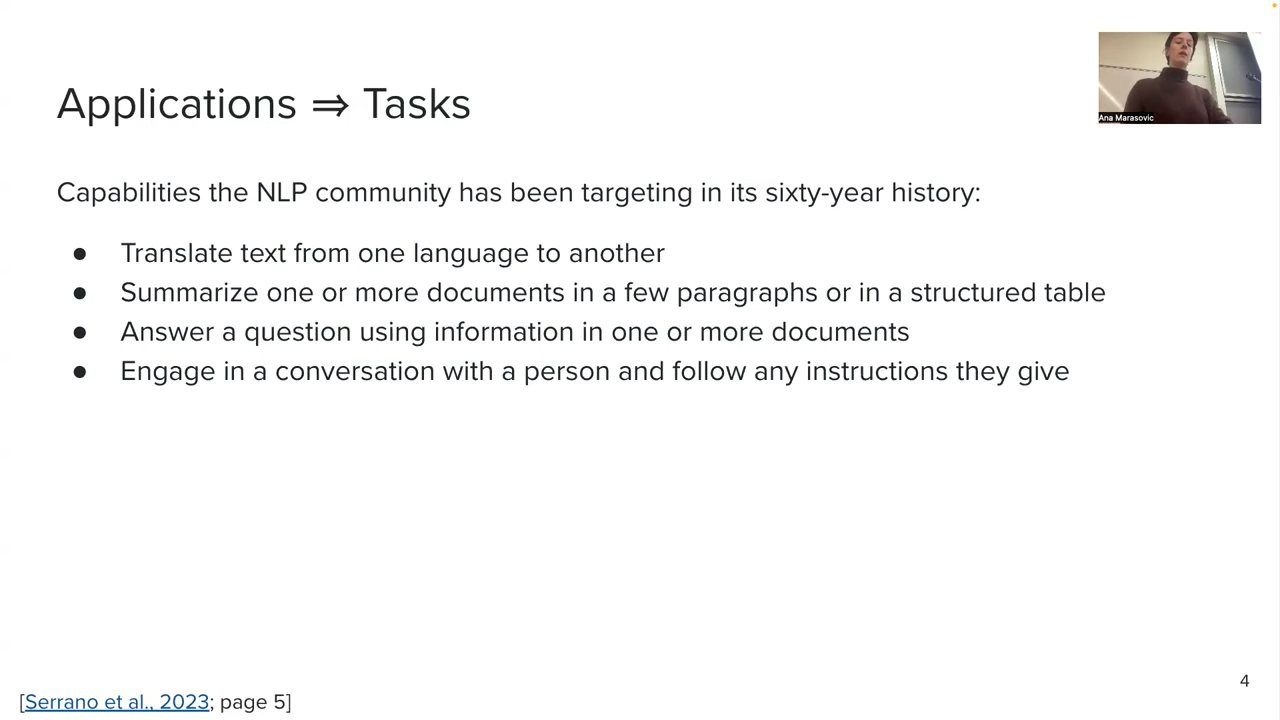 Applications ⇒ Tasks
Ana Marasovic
Capabilities the NLP community has been targeting in its sixty-year history:
● Translate text from one language to another
● Summarize one or more documents in a few paragraphs or in a structured table
● Answer a question using information in one or more documents
● Engage in a conversation with a person and follow any instructions they give
4
[Serrano et al., 2023; page 5]